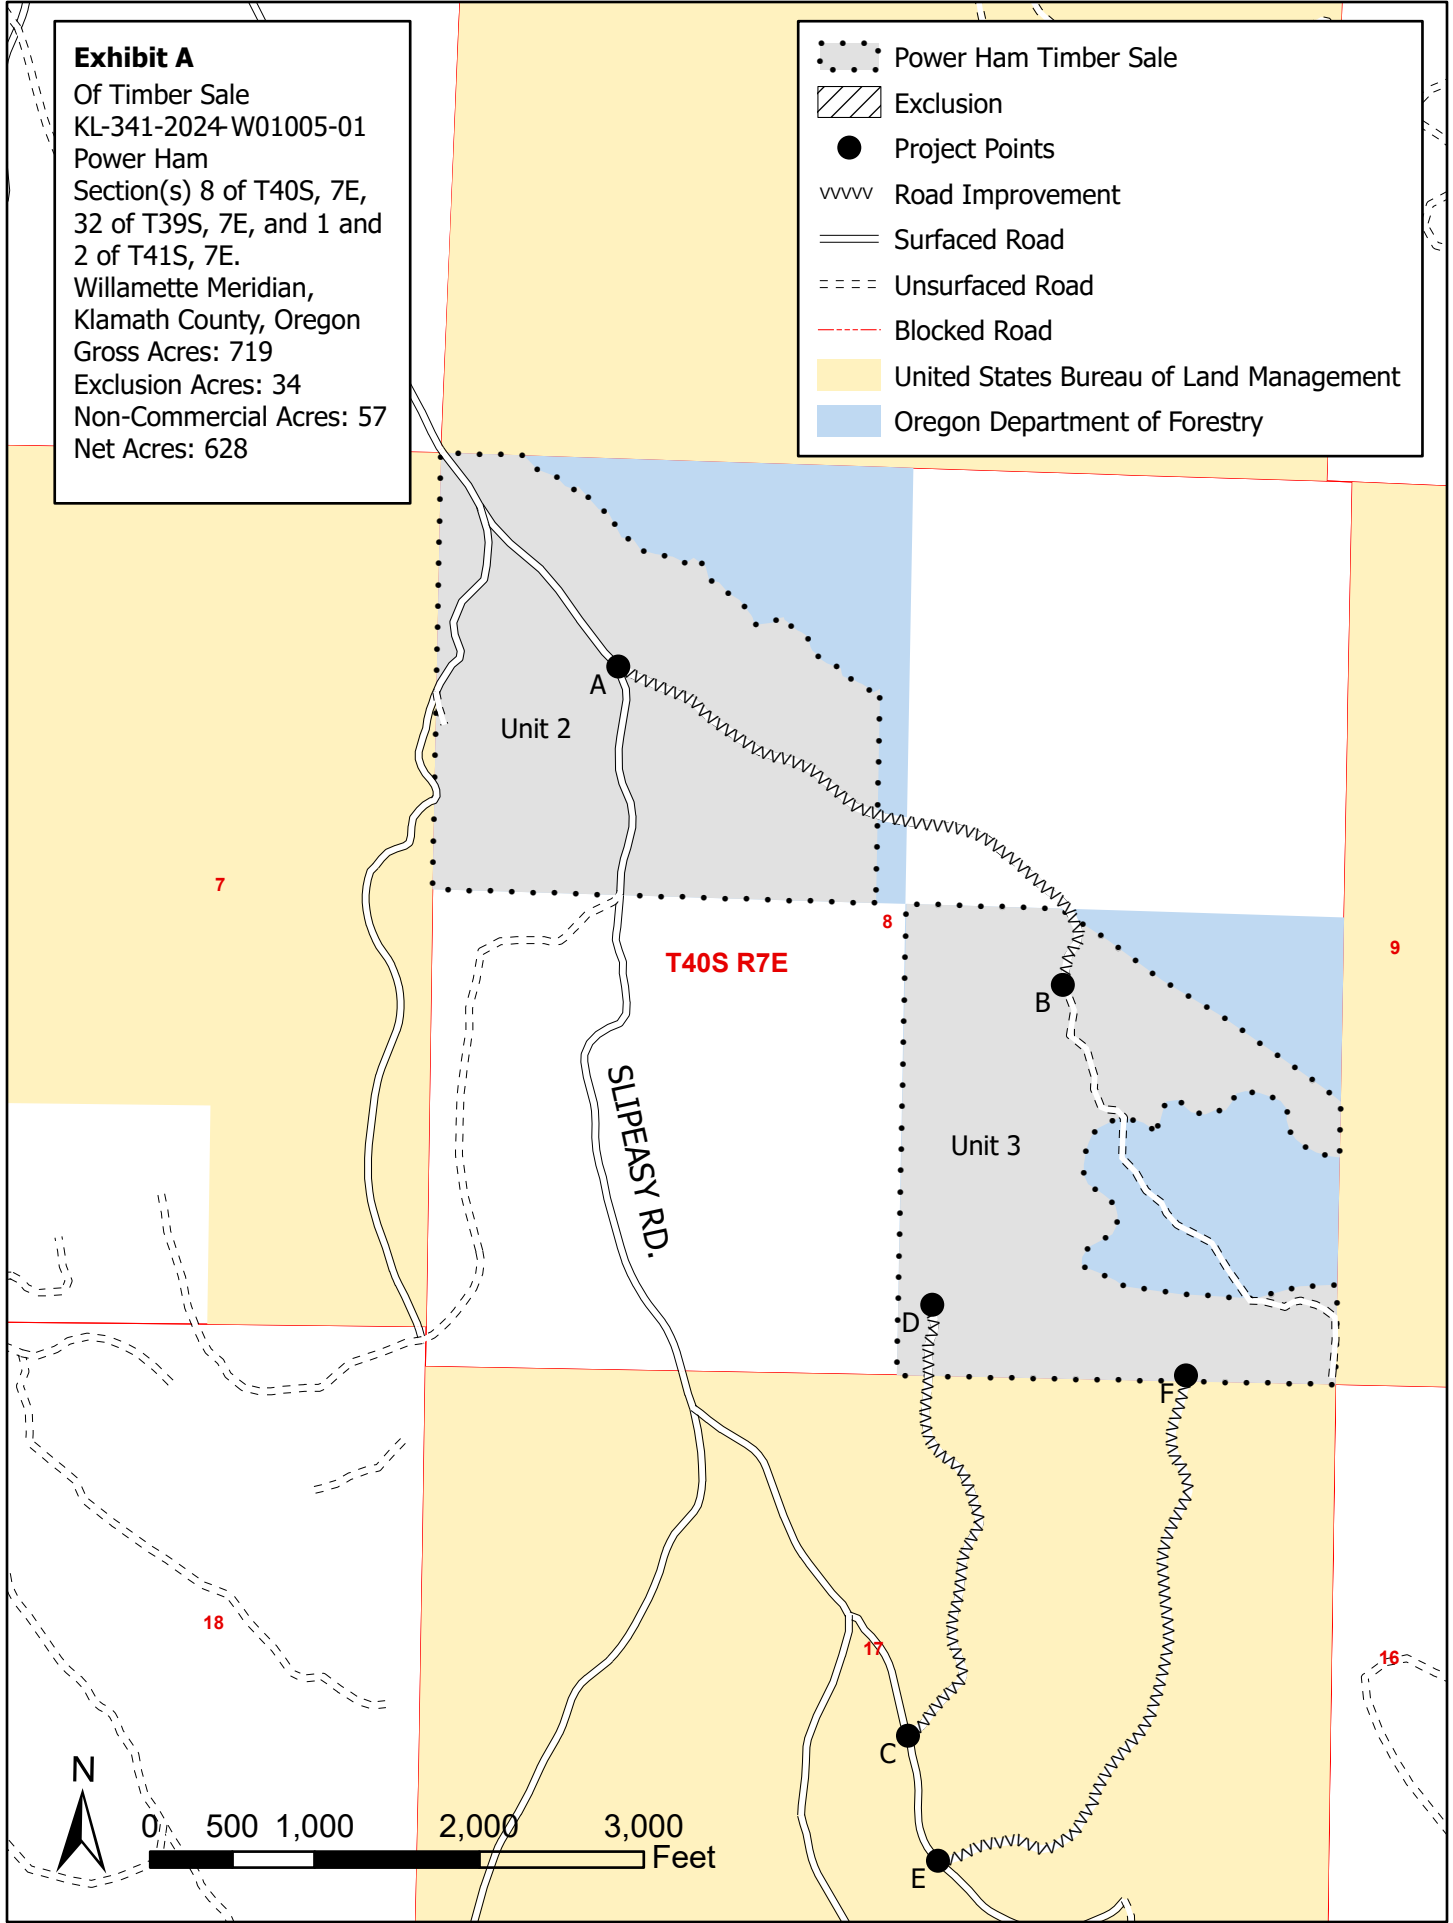 Exhibit A
Of Timber Sale
KL-341-2024-W01005-01
Power Ham
Section(s) 8 of T40S, 7E,
32 of T39S, 7E, and 1 and
2 of T41S, 7E.
Willamette Meridian,
Klamath County, Oregon
Gross Acres: 719
Exclusion Acres: 34
Non-Commercial Acres: 57
Net Acres: 628
Power Ham Timber Sale
Exclusion
Project Points
Road Improvement
Surfaced Road
Unsurfaced Road
Blocked Road
United States Bureau of Land Management
Oregon Department of Forestry
A
Unit 2
7
8
9
T40S R7E
B
SLIPEASY RD.
Unit 3
D
F
18
17
16
C
E
N
0 500 1,000 2,000 3,000
Feet